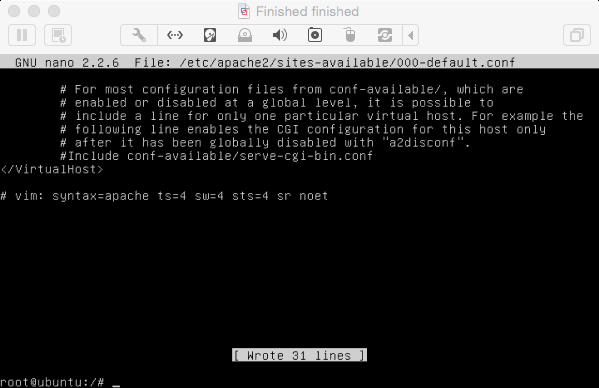 Finished finished
GNU nano 2.2.6 File: /etc/apache2/sites-available/000-default.conf
# For most configuration files from conf-available/, which are
# enabled or disabled at a global level, it is possible to
# include a line for only one particular virtual host. For example the
# following line enables the CGI configuration for this host only
# after it has been globally disabled with "a2disconf".
#Include conf-available/serve-cgi-bin.conf
</VirtualHost>
# vim: syntax=apache ts=4 sw=4 sts=4 sr noet
[ Wrote 31 lines ]
root@ubuntu:/# _